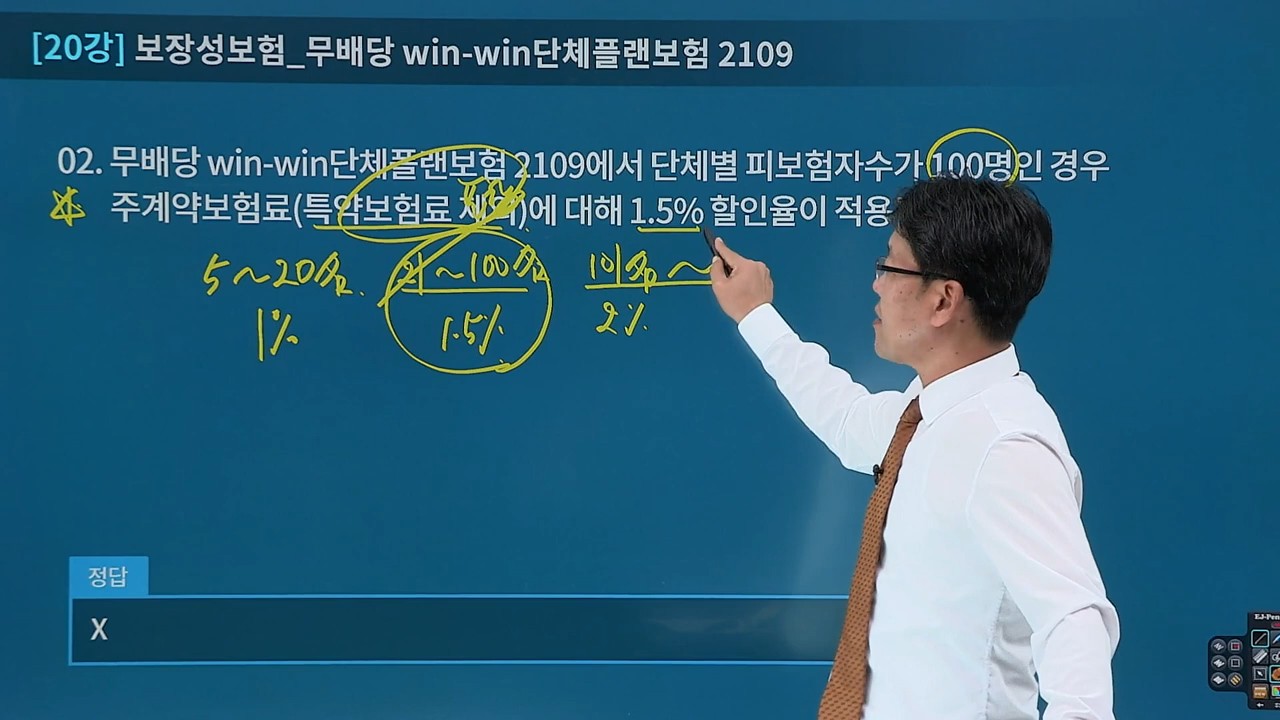 [20강] 보장성보험_무배당 win-win단체플랜보험 2109
02. 무배당 win-win단체플랜보험 2109에서 단체별 피보험자수가 100명인 경우
주계약보험료(특약보험료 제외)에 대해 1.5% 할인율이 적용
5~20名. 21~100名 101名~
1% 1.5% 2%
정답
X
EJ-Pen